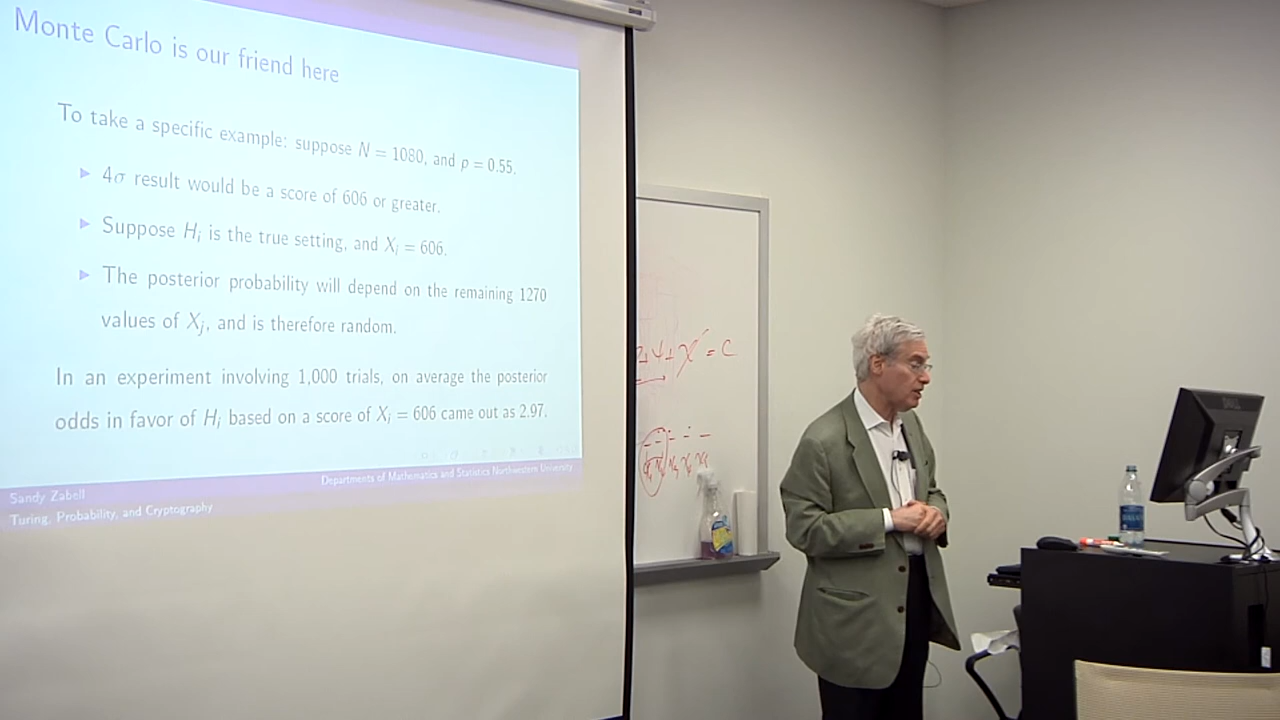 Monte Carlo is our friend here
To take a specific example: suppose N = 1080, and p = 0.55.
4σ result would be a score of 606 or greater.
Suppose Hᵢ is the true setting, and Xᵢ = 606.
The posterior probability will depend on the remaining 1270
values of Xⱼ, and is therefore random.
In an experiment involving 1,000 trials, on average the posterior
odds in favor of Hᵢ based on a score of Xᵢ = 606 came out as 2.97.
Sandy Zabell
Departments of Mathematics and Statistics Northwestern University
Turing, Probability, and Cryptography
= C
DELL